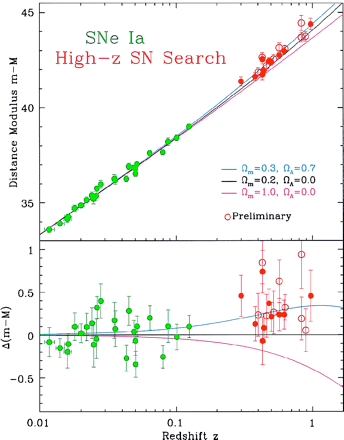 SNe Ia
High-z SN Search
Distance Modulus m-M
45
40
35
Ωm=0.3, ΩΛ=0.7
Ωm=0.2, ΩΛ=0.0
Ωm=1.0, ΩΛ=0.0
Preliminary
Δ(m-M)
1
0.5
0
-0.5
0.01
0.1
1
Redshift z